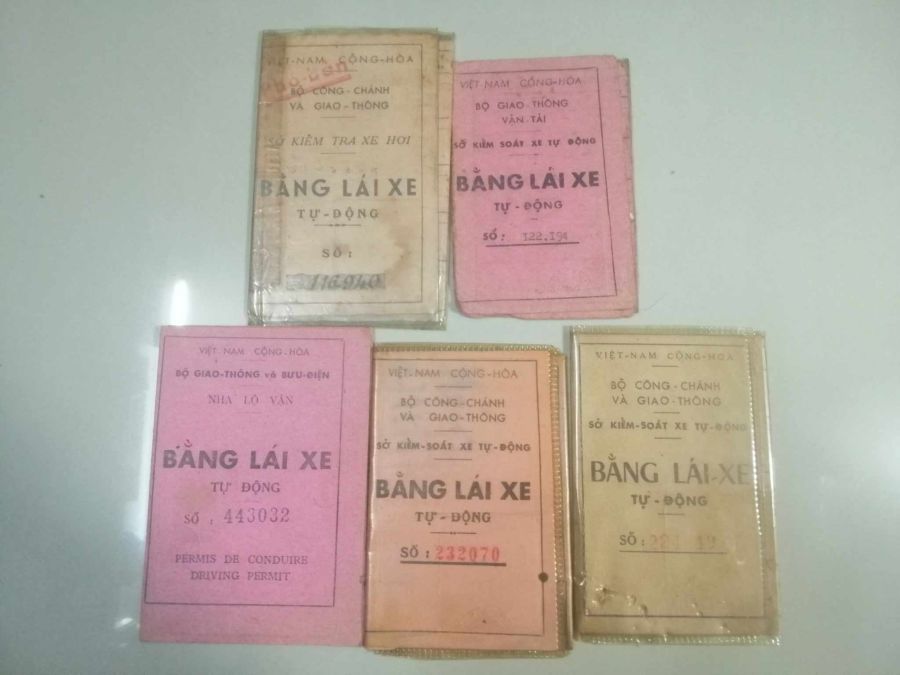 VIỆT-NAM CỘNG-HÒA
BỘ CÔNG-CHÁNH
VÀ GIAO-THÔNG
SỞ KIỂM TRA XE HƠI
BẰNG LÁI XE
TỰ-ĐỘNG
SỐ :
116940
VIỆT NAM CỘNG-HÒA
BỘ GIAO THÔNG
VẬN-TẢI
SỞ KIỂM SOÁT XE TỰ ĐỘNG
BẰNG LÁI XE
TỰ - ĐỘNG
SỐ : 122.194
VIỆT NAM CỘNG-HÒA
BỘ GIAO-THÔNG và BƯU-ĐIỆN
NHA LỘ VẬN
BẰNG LÁI XE
TỰ ĐỘNG
SỐ : 443032
PERMIS DE CONDUIRE
DRIVING PERMIT
VIỆT-NAM CỘNG-HÒA
BỘ CÔNG-CHÁNH
VÀ GIAO-THÔNG
SỞ KIỂM-SOÁT XE TỰ-ĐỘNG
BẰNG LÁI XE
TỰ - ĐỘNG
SỐ : 232070
VIỆT-NAM CỘNG-HÒA
BỘ CÔNG-CHÁNH
VÀ GIAO-THÔNG
SỞ KIỂM-SOÁT XE TỰ-ĐỘNG
BẰNG LÁI-XE
TỰ - ĐỘNG
SỐ :